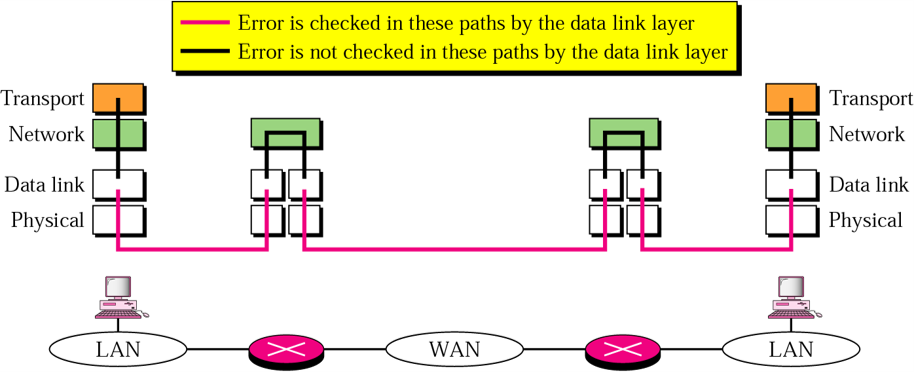 Error is checked in these paths by the data link layer
Error is not checked in these paths by the data link layer
Transport
Transport
Network
Network
Data link
Data link
Physical
Physical
LAN
WAN
LAN